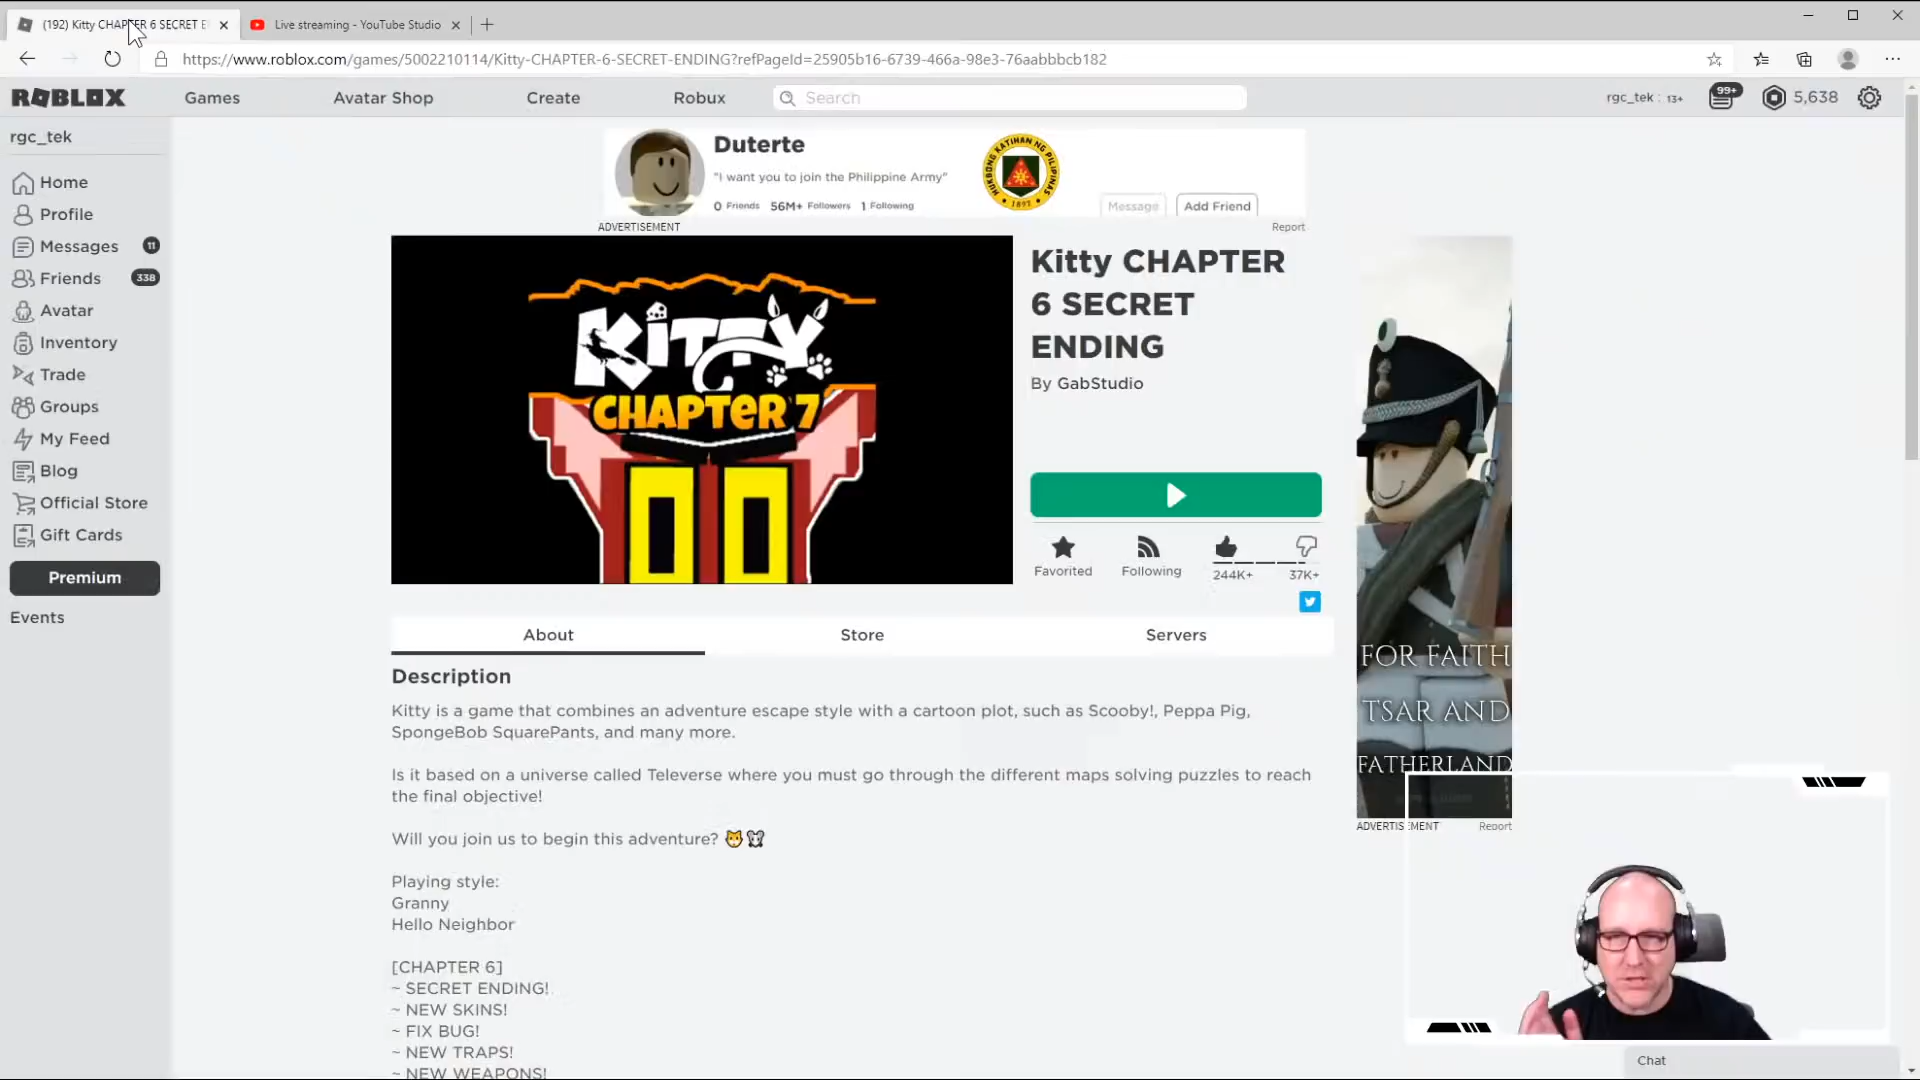 (192) Kitty CHAPTER 6 SECRET E
Live streaming - YouTube Studio
https://www.roblox.com/games/5002210114/Kitty-CHAPTER-6-SECRET-ENDING?refPageId=25905b16-6739-466a-98e3-76aabbbcb182
ROBLOX
Games
Avatar Shop
Create
Robux
Search
rgc_tek : 13+
99+
5,638
rgc_tek
Home
Profile
Messages
11
Friends
338
Avatar
Inventory
Trade
Groups
My Feed
Blog
Official Store
Gift Cards
Premium
Events
Duterte
"I want you to join the Philippine Army"
0 Friends 56M+ Followers 1 Following
HUKBONG KATIHAN NG PILIPINAS
1897
Message
Add Friend
ADVERTISEMENT
Report
KiTTY
CHAPTER 7
Kitty CHAPTER
6 SECRET
ENDING
By GabStudio
Favorited
Following
244K+
37K+
About
Store
Servers
Description
Kitty is a game that combines an adventure escape style with a cartoon plot, such as Scooby!, Peppa Pig,
SpongeBob SquarePants, and many more.
Is it based on a universe called Televerse where you must go through the different maps solving puzzles to reach
the final objective!
Will you join us to begin this adventure? 🐱🐭
Playing style:
Granny
Hello Neighbor
[CHAPTER 6]
~ SECRET ENDING!
~ NEW SKINS!
~ FIX BUG!
~ NEW TRAPS!
~ NEW WEAPONS!
FOR FAITH
TSAR AND
FATHERLAND
ADVERTISEMENT
Report
Chat